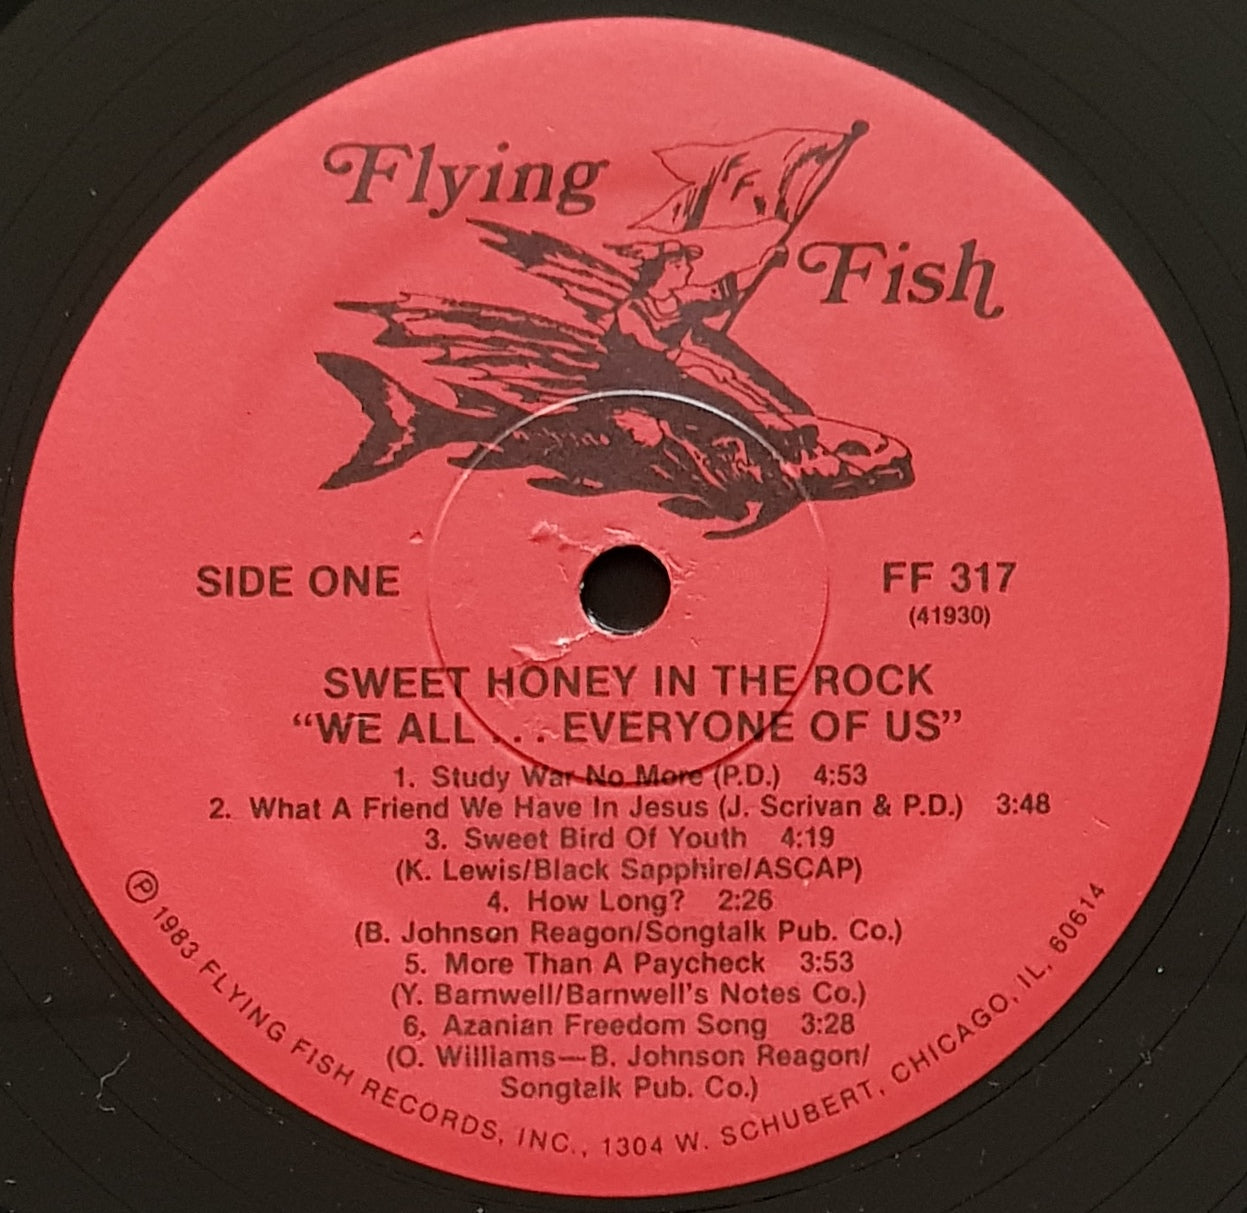 Flying
Fish
SIDE ONE
FF 317
(41930)
SWEET HONEY IN THE ROCK
“WE ALL . . . EVERYONE OF US”
1. Study War No More (P.D.) 4:53
2. What A Friend We Have In Jesus (J. Scrivan & P.D.) 3:48
3. Sweet Bird Of Youth 4:19
(K. Lewis/Black Sapphire/ASCAP)
4. How Long? 2:26
(B. Johnson Reagon/Songtalk Pub. Co.)
5. More Than A Paycheck 3:53
(Y. Barnwell/Barnwell's Notes Co.)
6. Azanian Freedom Song 3:28
(O. Williams—B. Johnson Reagon/
Songtalk Pub. Co.)
Ⓟ 1983 FLYING FISH RECORDS, INC., 1304 W. SCHUBERT, CHICAGO, IL, 60614